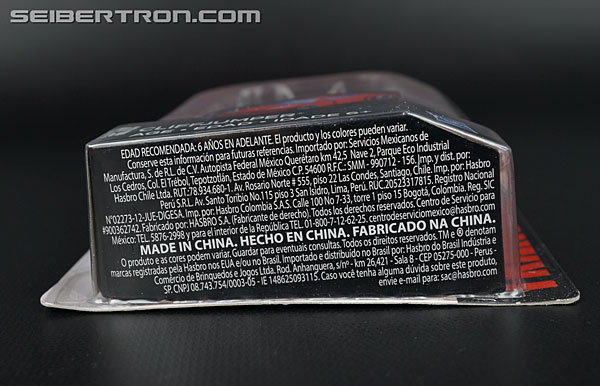 SEIBERTRON.COM
EDAD RECOMENDADA: 6 AÑOS EN ADELANTE. El producto y los colores pueden variar.
Conserve esta información para futuras referencias. Importado por: Servicios Mecanicos de
Manufactura, S. de R.L. de C.V. Autopista Federal México Querétaro km 42,5 Nave 2, Parque Eco Industrial
Los Cedros, Col. El Trébol, Tepotzotlán, Estado de México C.P. 54600 R.F.C.: SMM - 990712 - 156. Imp. y dist. por:
Hasbro Chile Ltda. RUT:78.934.680-1. Av. Rosario Norte # 555, piso 22 Las Condes, Santiago, Chile. Imp. por: Hasbro
Perú S.R.L. Av. Santo Toribio No.115 piso 3 San Isidro, Lima, Perú. RUC.20523317815. Registro Nacional
N°02273-12-JUE-DIGESA. Imp. por: Hasbro Colombia S.A.S. Calle 100 No 7-33, torre 1 piso 15 Bogotá, Colombia. Reg. SIC
#900362742. Fabricado por: HASBRO S.A. (Fabricante de derecho). Todos los derechos reservados. Centro de Servicio para
México: TEL. 5876-2998 y para el interior de la República TEL. 01-800-712-62-25. centrodeserviciomexico@hasbro.com
MADE IN CHINA. HECHO EN CHINA. FABRICADO NA CHINA.
O produto e as cores podem variar. Guardar para eventuais consultas. Todos os direitos reservados. TM e ® denotam
marcas registradas pela Hasbro nos EUA e/ou no Brasil. Importado e distribuido no Brasil por: Hasbro do Brasil Indústria e
Comércio de Brinquedos e Jogos Ltda. Rod. Anhanguera, s/nº - km 26,421 - Sala 8 - CEP 05275-000 - Perus -
SP. CNPJ 08.743.754/0003-05 - IE 148625093115. Caso você tenha alguma dúvida sobre este produto,
envie e-mail para: sac@hasbro.com